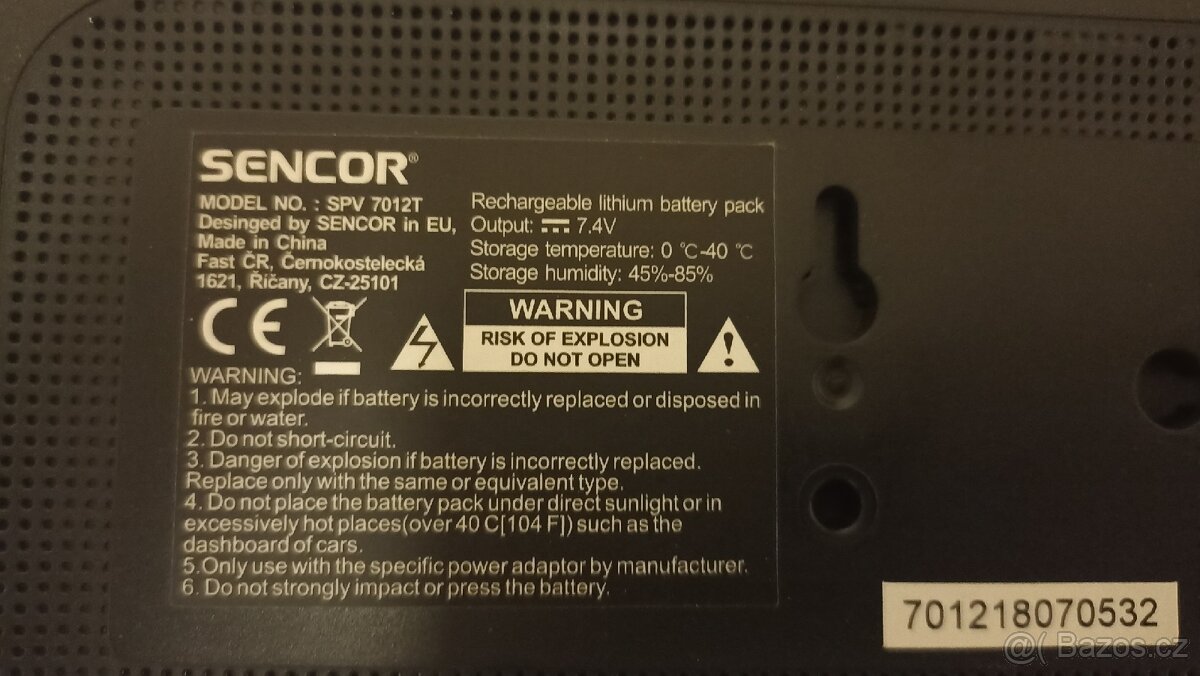 SENCOR®
MODEL NO. : SPV 7012T
Desinged by SENCOR in EU,
Made in China
Fast ČR, Černokostelecká
1621, Říčany, CZ-25101
Rechargeable lithium battery pack
Output: ⎓ 7.4V
Storage temperature: 0 ℃-40 ℃
Storage humidity: 45%-85%
CE
WARNING
RISK OF EXPLOSION
DO NOT OPEN
WARNING:
1. May explode if battery is incorrectly replaced or disposed in
fire or water.
2. Do not short-circuit.
3. Danger of explosion if battery is incorrectly replaced.
Replace only with the same or equivalent type.
4. Do not place the battery pack under direct sunlight or in
excessively hot places(over 40 C[104 F]) such as the
dashboard of cars.
5.Only use with the specific power adaptor by manufacturer.
6. Do not strongly impact or press the battery.
701218070532
@( Bazos.cz